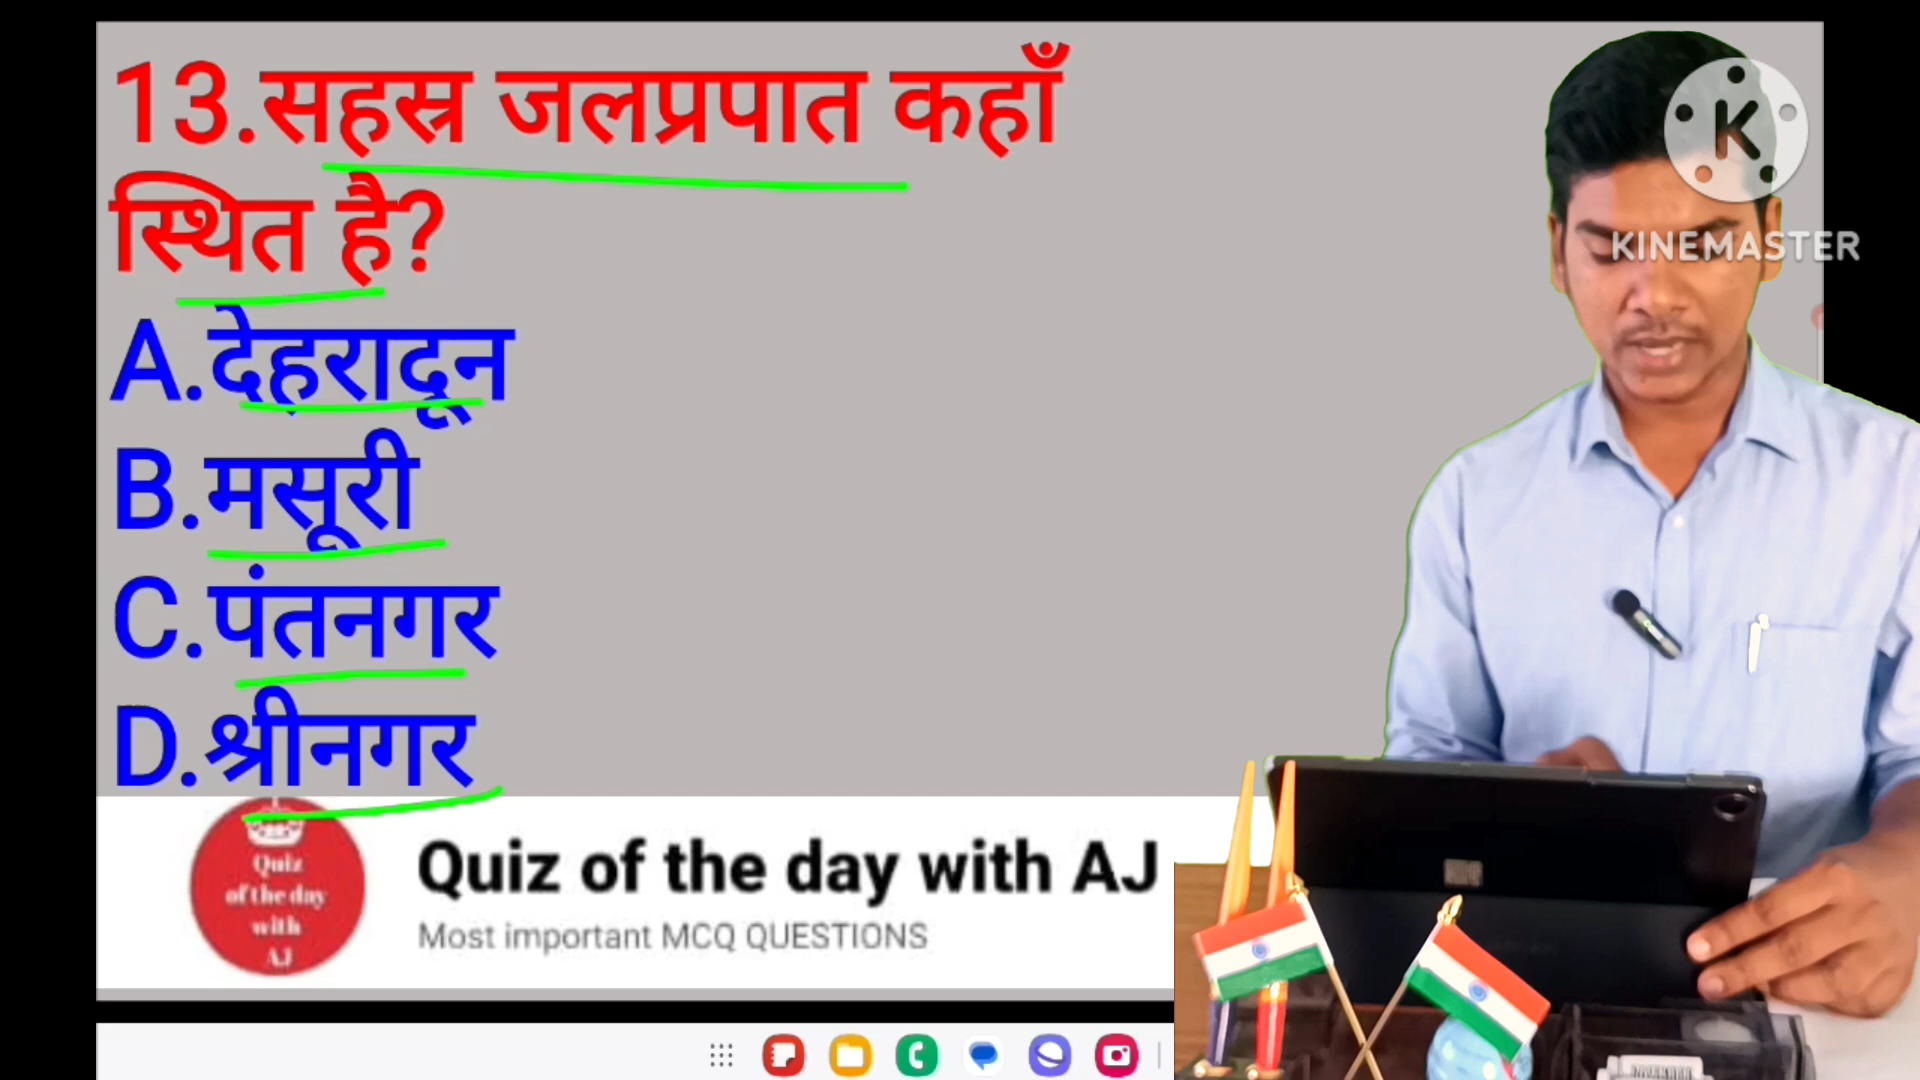 13.सहस्र जलप्रपात कहाँ
स्थित है?
A.देहरादून
B.मसूरी
C.पंतनगर
D.श्रीनगर
Quiz
of the day
with
AJ
Quiz of the day with AJ
Most important MCQ QUESTIONS
K
KINEMASTER